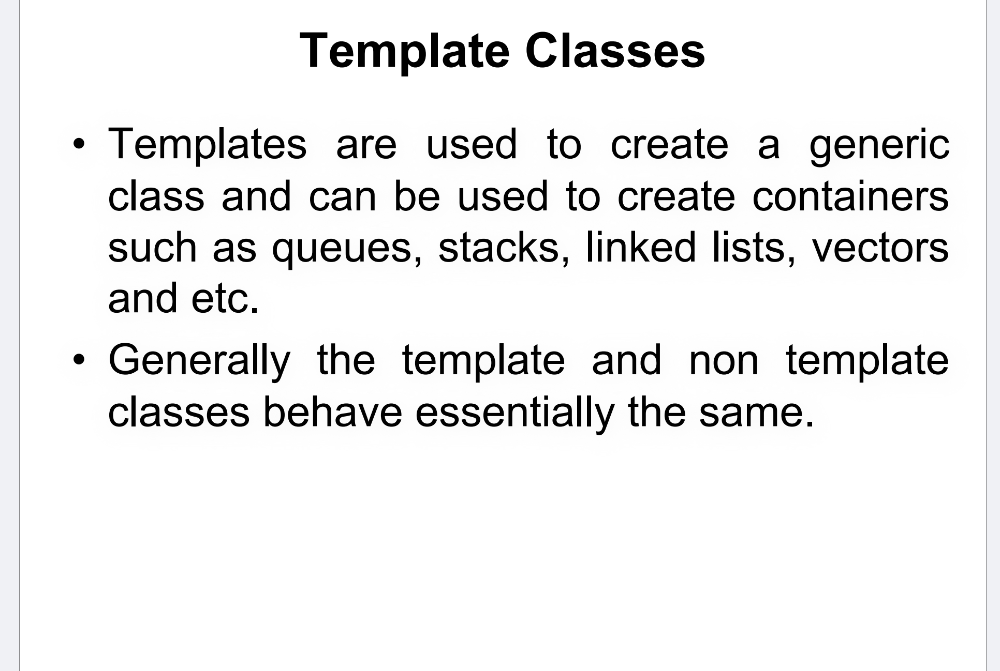 Template Classes
• Templates are used to create a generic
class and can be used to create containers
such as queues, stacks, linked lists, vectors
and etc.
• Generally the template and non template
classes behave essentially the same.